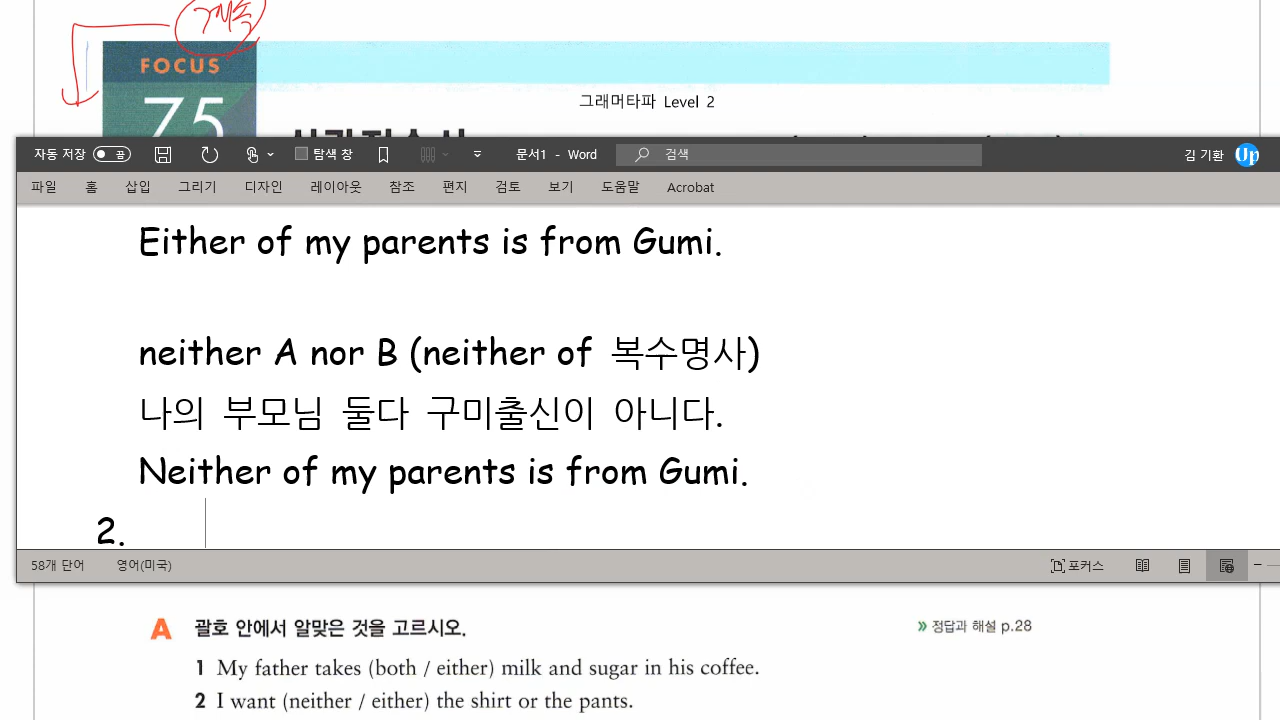 계속
FOCUS
75
그래머타파 Level 2
자동 저장 끔 탐색 창 문서1 - Word 검색 김 기환 Up
파일 홈 삽입 그리기 디자인 레이아웃 참조 편지 검토 보기 도움말 Acrobat
Either of my parents is from Gumi.
neither A nor B (neither of 복수명사)
나의 부모님 둘다 구미출신이 아니다.
Neither of my parents is from Gumi.
2.
58개 단어 영어(미국) 포커스
A 괄호 안에서 알맞은 것을 고르시오. » 정답과 해설 p.28
1 My father takes (both / either) milk and sugar in his coffee.
2 I want (neither / either) the shirt or the pants.